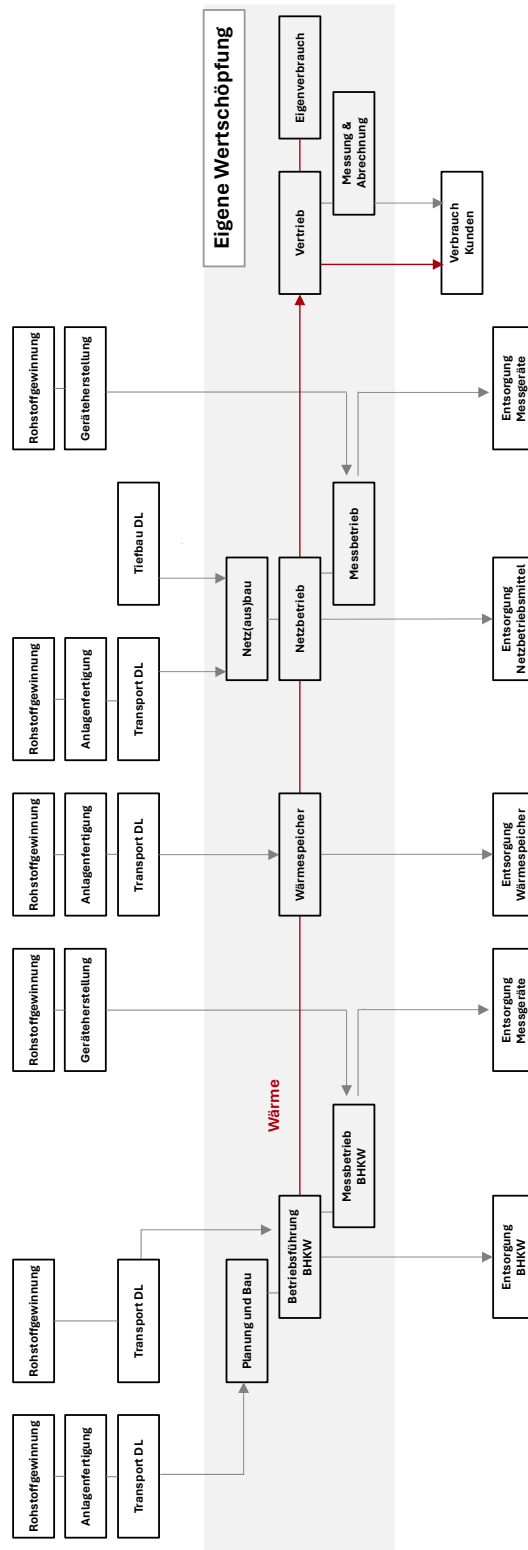 Rohstoffgewinnung
Rohstoffgewinnung
Rohstoffgewinnung
Rohstoffgewinnung
Rohstoffgewinnung
Rohstoffgewinnung
Anlagenfertigung
Geräteherstellung
Anlagenfertigung
Anlagenfertigung
Geräteherstellung
Transport DL
Transport DL
Transport DL
Transport DL
Tiefbau DL
Eigene Wertschöpfung
Planung und Bau
Netz(aus)bau
Wärme
Betriebsführung
BHKW
Wärmespeicher
Netzbetrieb
Vertrieb
Eigenverbrauch
Messbetrieb
BHKW
Messbetrieb
Messung &
Abrechnung
Verbrauch
Kunden
Entsorgung
BHKW
Entsorgung
Messgeräte
Entsorgung
Wärmespeicher
Entsorgung
Netzbetriebsmittel
Entsorgung
Messgeräte